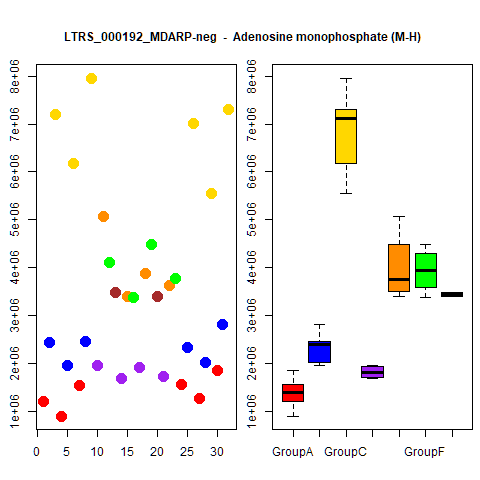 LTRS_000192_MDARP-neg - Adenosine monophosphate (M-H)
8e+06
7e+06
6e+06
5e+06
4e+06
3e+06
2e+06
1e+06
0 5 10 15 20 25 30
8e+06
7e+06
6e+06
5e+06
4e+06
3e+06
2e+06
1e+06
GroupA GroupC GroupF